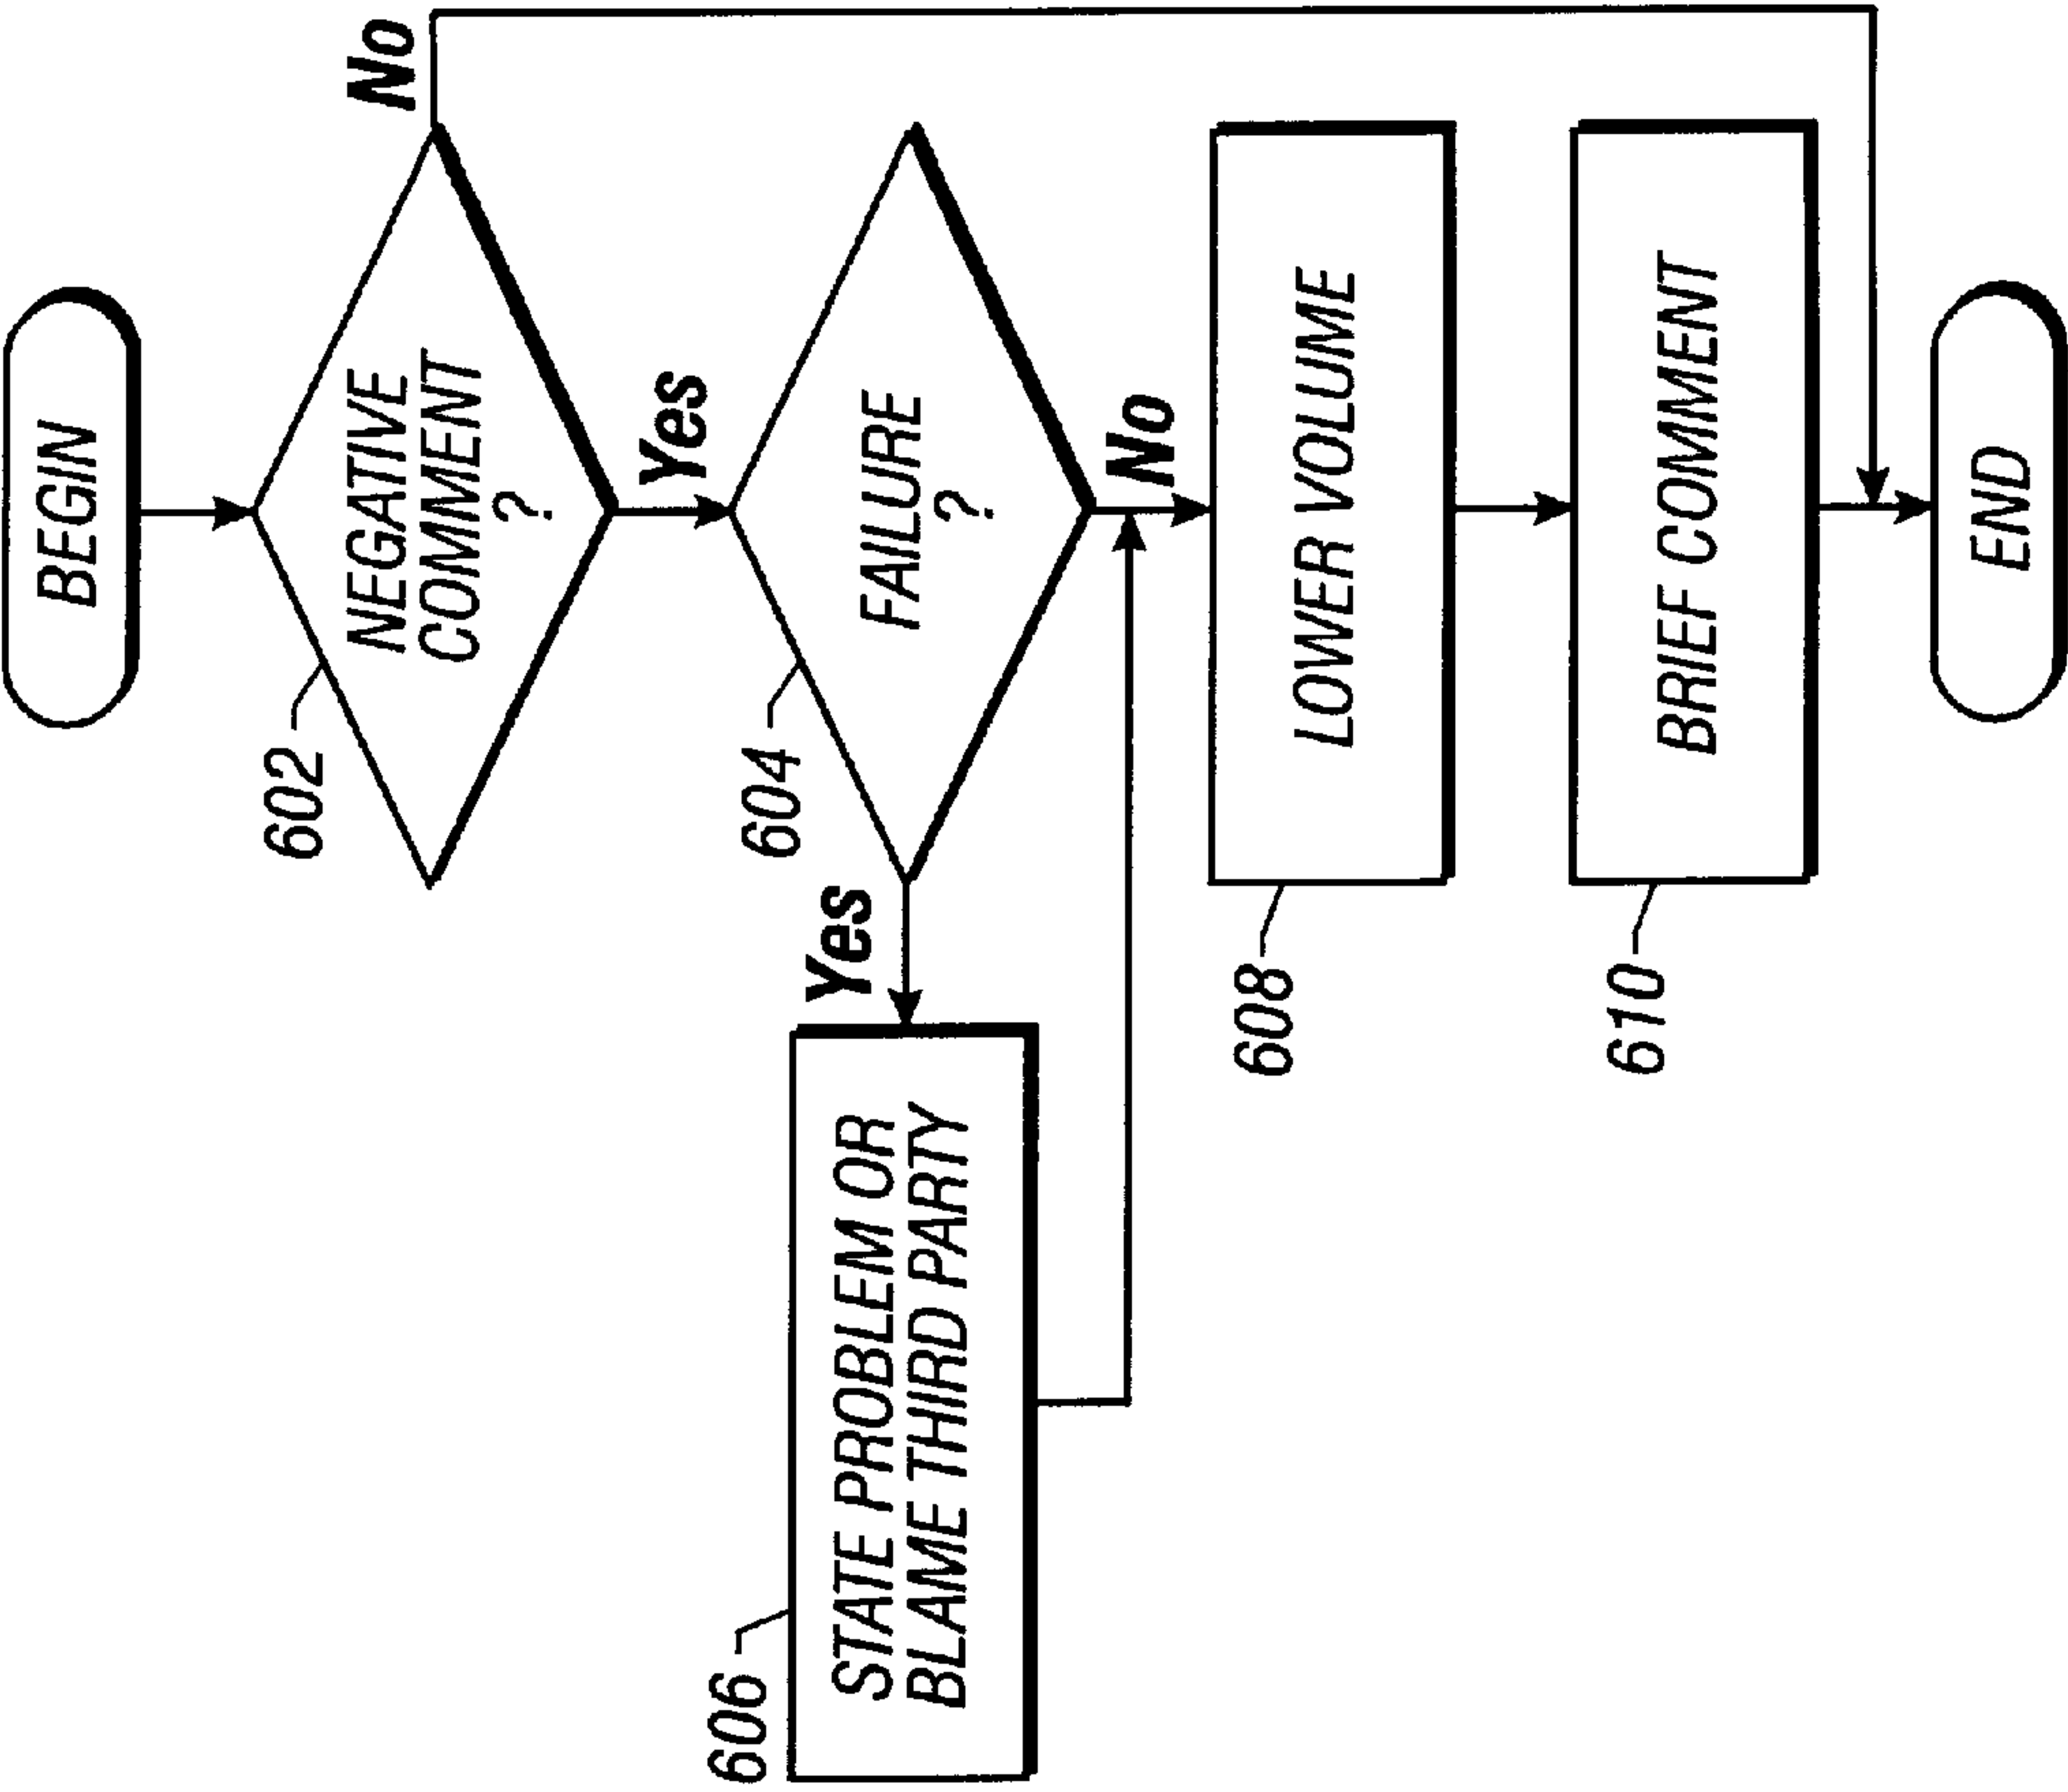 BEGIN
602
NEGATIVE
COMMENT
?
No
Yes
604
FAILURE
?
Yes
No
606
STATE PROBLEM OR
BLAME THIRD PARTY
608
LOWER VOLUME
610
BRIEF COMMENT
END